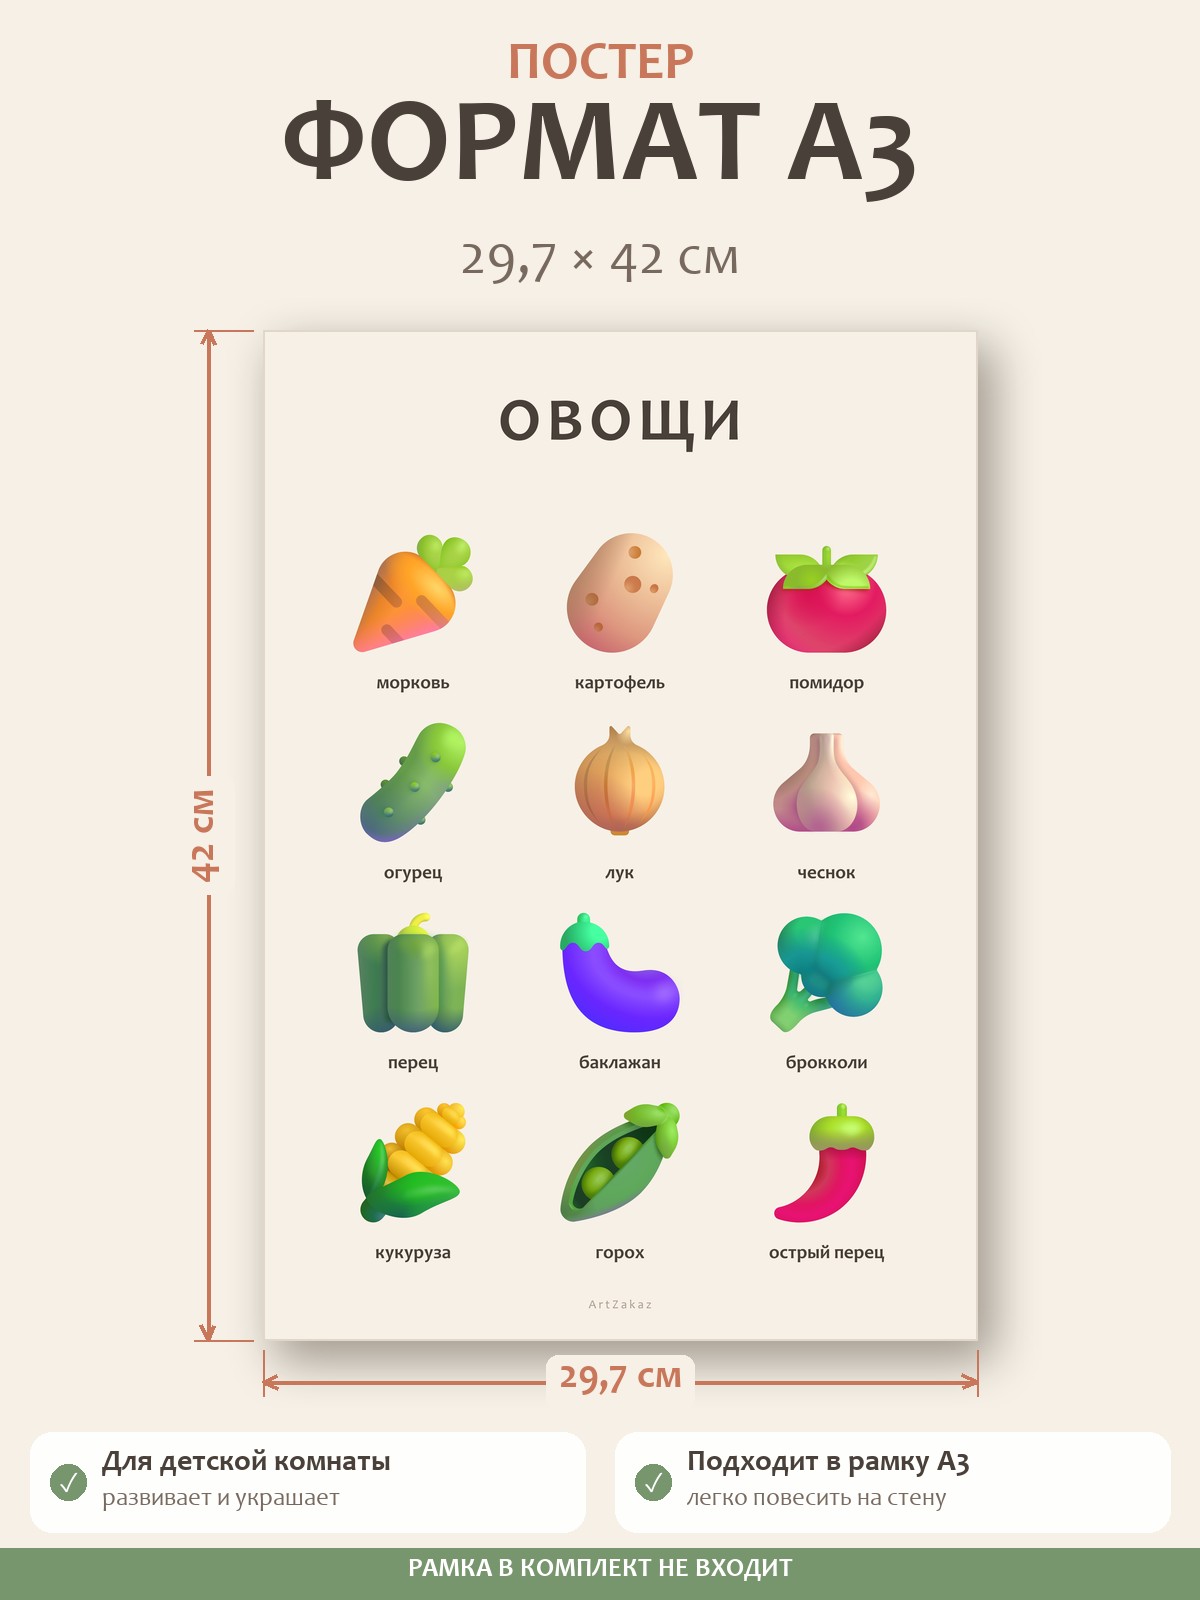 ПОСТЕР
ФОРМАТ А3
29,7 × 42 см
ОВОЩИ
морковь картофель помидор
огурец лук чеснок
перец баклажан брокколи
кукуруза горох острый перец
ArtZakaz
42 см
29,7 см
Для детской комнаты
развивает и украшает
Подходит в рамку А3
легко повесить на стену
✓
✓
РАМКА В КОМПЛЕКТ НЕ ВХОДИТ